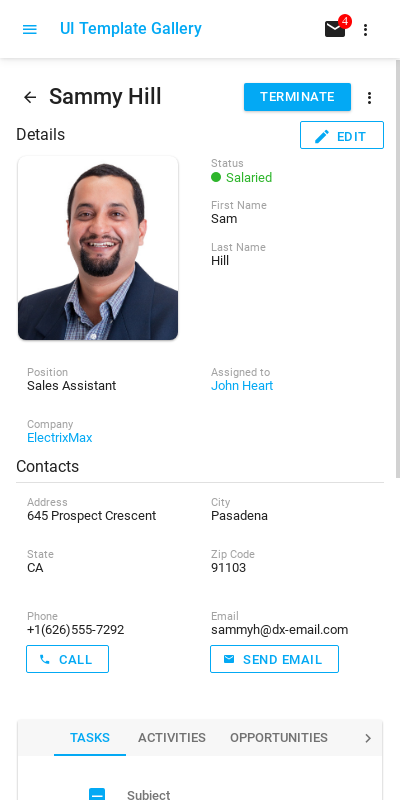 UI Template Gallery
4
Sammy Hill
TERMINATE
Details
EDIT
Status
Salaried
First Name
Sam
Last Name
Hill
Position
Sales Assistant
Assigned to
John Heart
Company
ElectrixMax
Contacts
Address
645 Prospect Crescent
City
Pasadena
State
CA
Zip Code
91103
Phone
+1(626)555-7292
Email
sammyh@dx-email.com
CALL
SEND EMAIL
TASKS ACTIVITIES OPPORTUNITIES
Subject